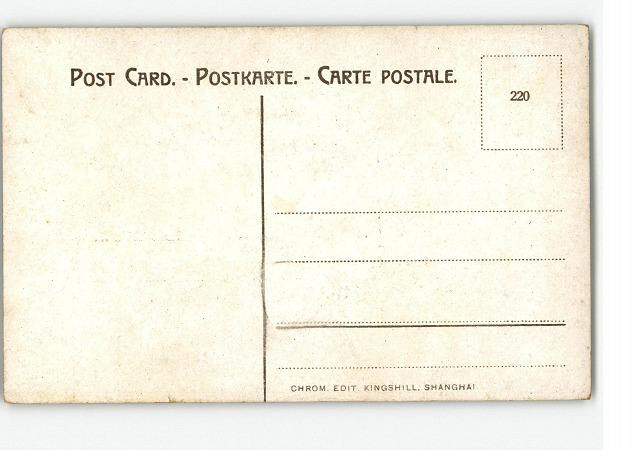 POST CARD. - POSTKARTE. - CARTE POSTALE.
220
CHROM. EDIT. KINGSHILL, SHANGHAI